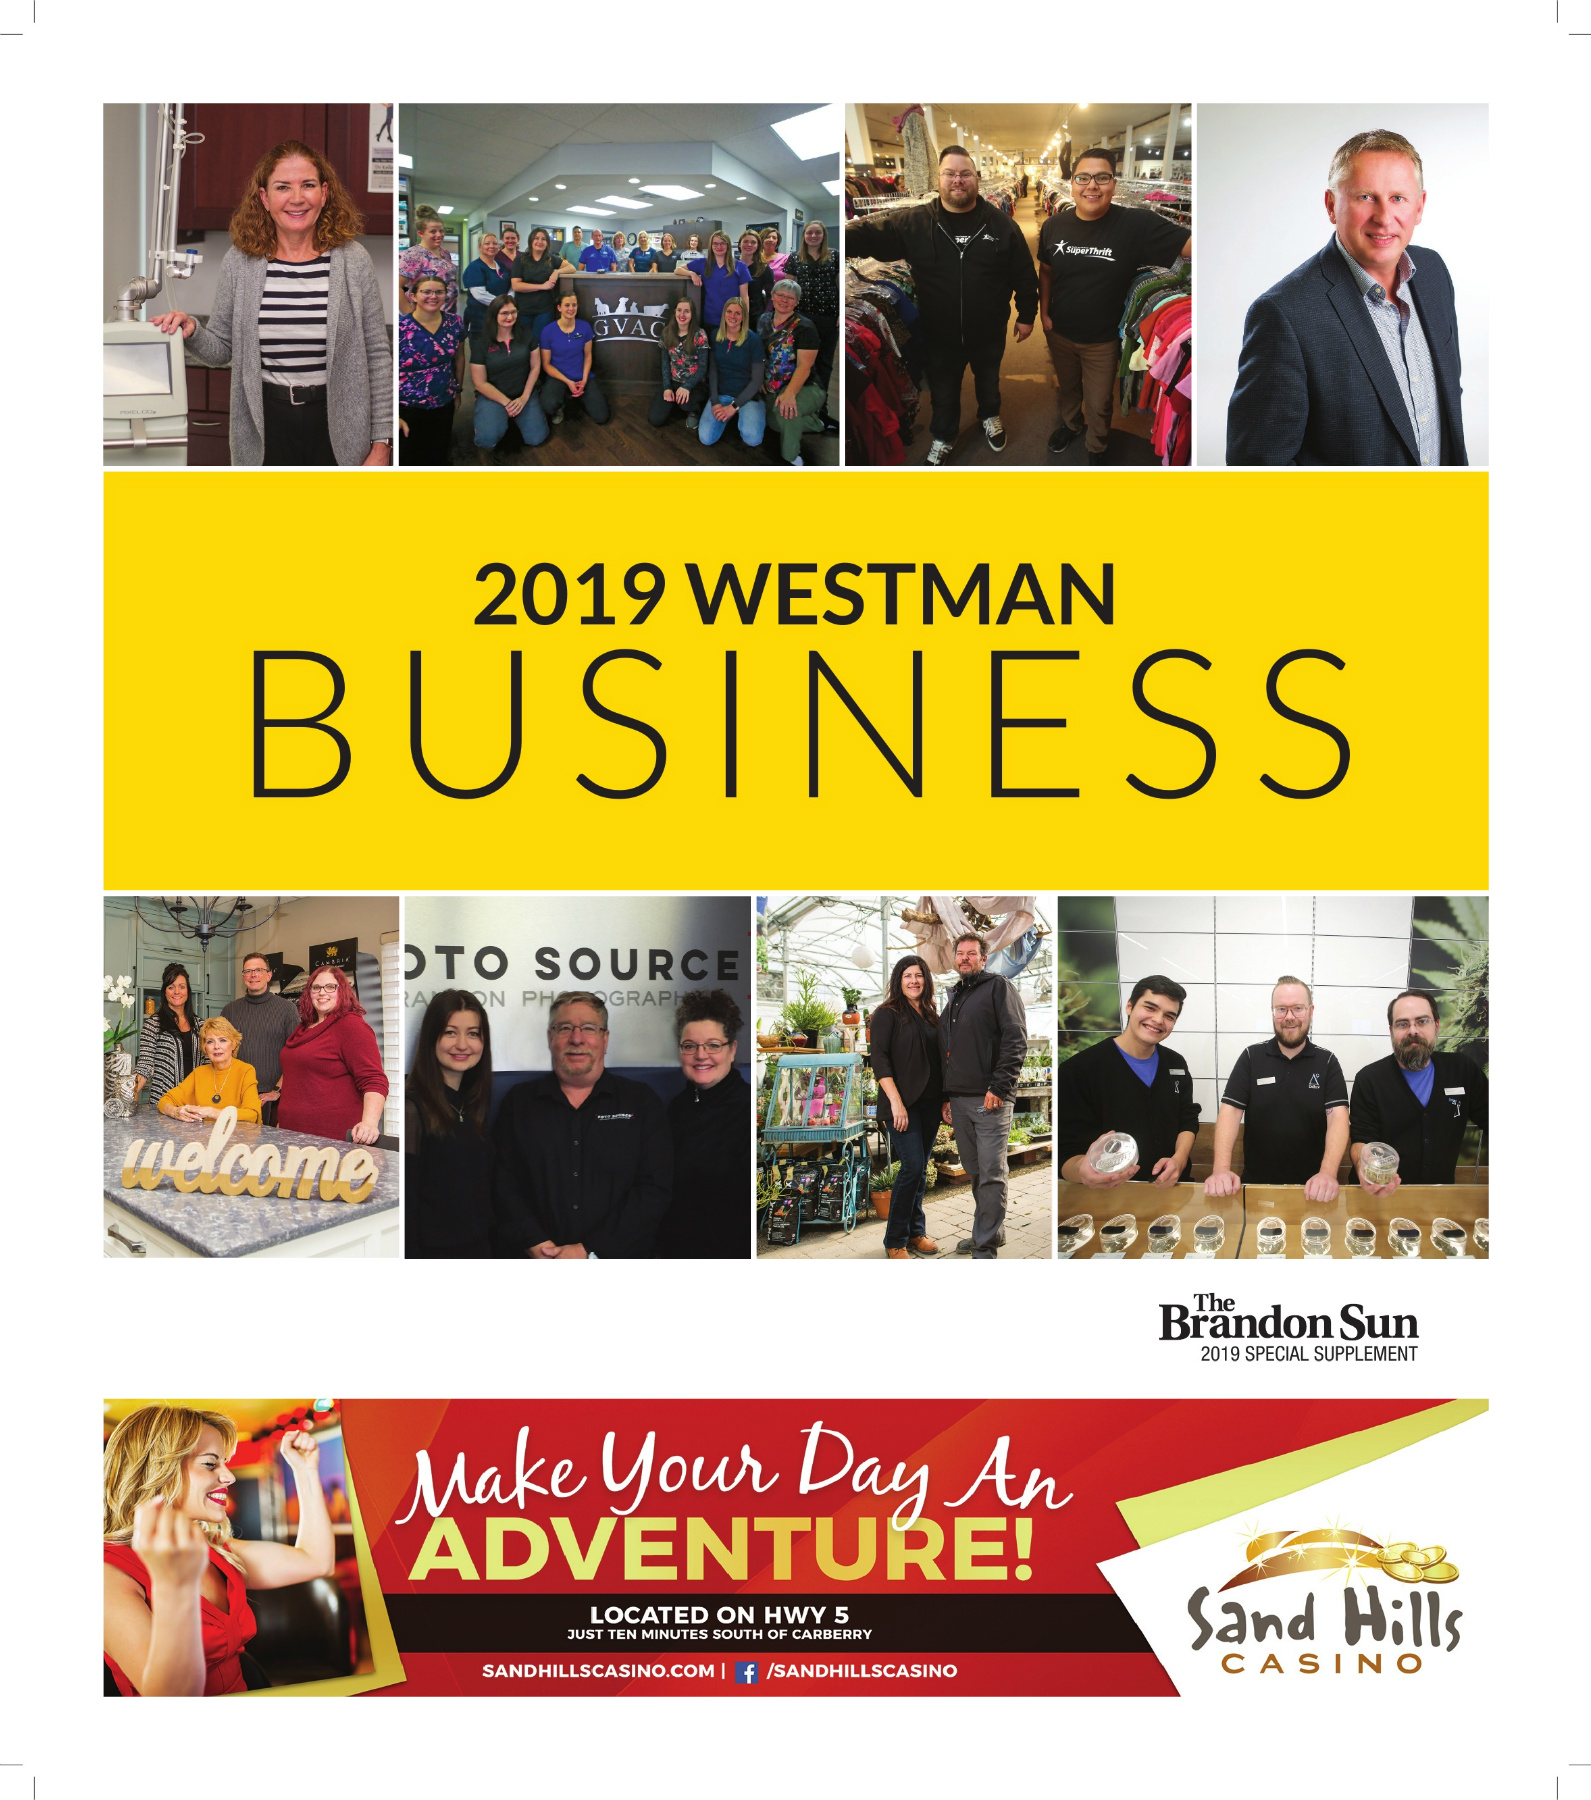 GVAC
SuperThrift
2019 WESTMAN
BUSINESS
CAMBRIA
welcome
OTO SOURCE
The
Brandon Sun
2019 SPECIAL SUPPLEMENT
Make Your Day An
ADVENTURE!
LOCATED ON HWY 5
JUST TEN MINUTES SOUTH OF CARBERRY
SANDHILLSCASINO.COM | f /SANDHILLSCASINO
Sand Hills
CASINO